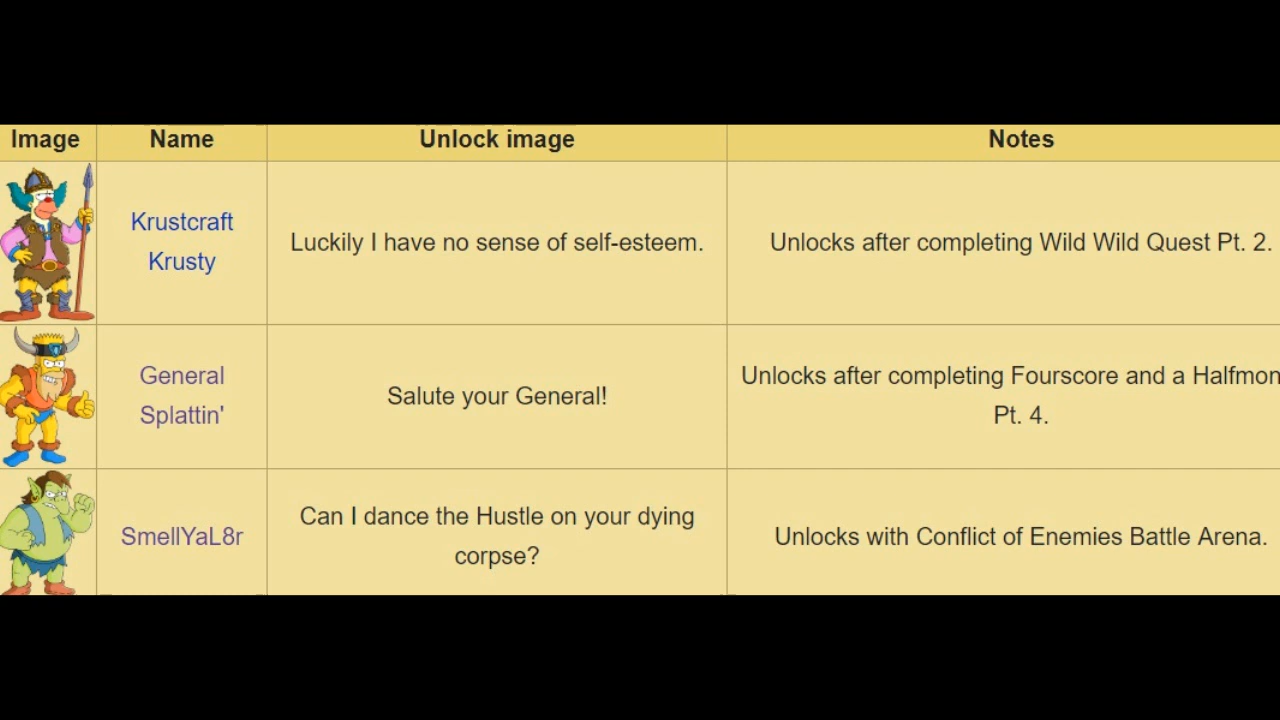 Image Name Unlock image Notes
Krustcraft
Krusty
Luckily I have no sense of self-esteem.
Unlocks after completing Wild Wild Quest Pt. 2.
General
Splattin'
Salute your General!
Unlocks after completing Fourscore and a Halfmon
Pt. 4.
SmellYaL8r
Can I dance the Hustle on your dying
corpse?
Unlocks with Conflict of Enemies Battle Arena.